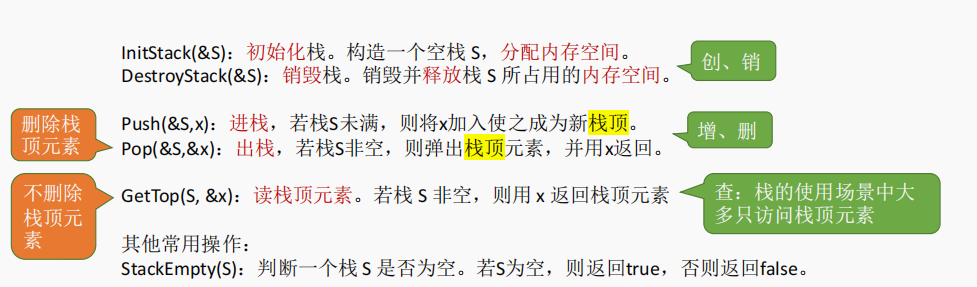 InitStack(&S)：初始化栈。构造一个空栈 S，分配内存空间。
DestroyStack(&S)：销毁栈。销毁并释放栈 S 所占用的内存空间。
创、销
删除栈
顶元素
Push(&S,x)：进栈，若栈S未满，则将x加入使之成为新栈顶。
Pop(&S,&x)：出栈，若栈S非空，则弹出栈顶元素，并用x返回。
增、删
不删除
栈顶元
素
GetTop(S, &x)：读栈顶元素。若栈 S 非空，则用 x 返回栈顶元素
查：栈的使用场景中大
多只访问栈顶元素
其他常用操作：
StackEmpty(S)：判断一个栈 S 是否为空。若S为空，则返回true，否则返回false。